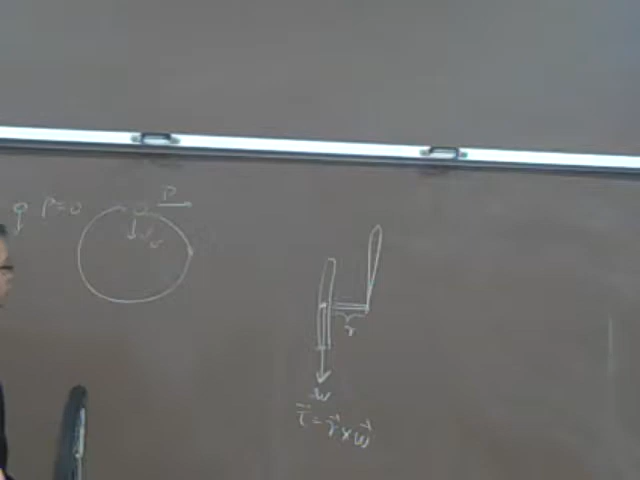 P=0
P
r
W
τ⃗ = r⃗ × W⃗